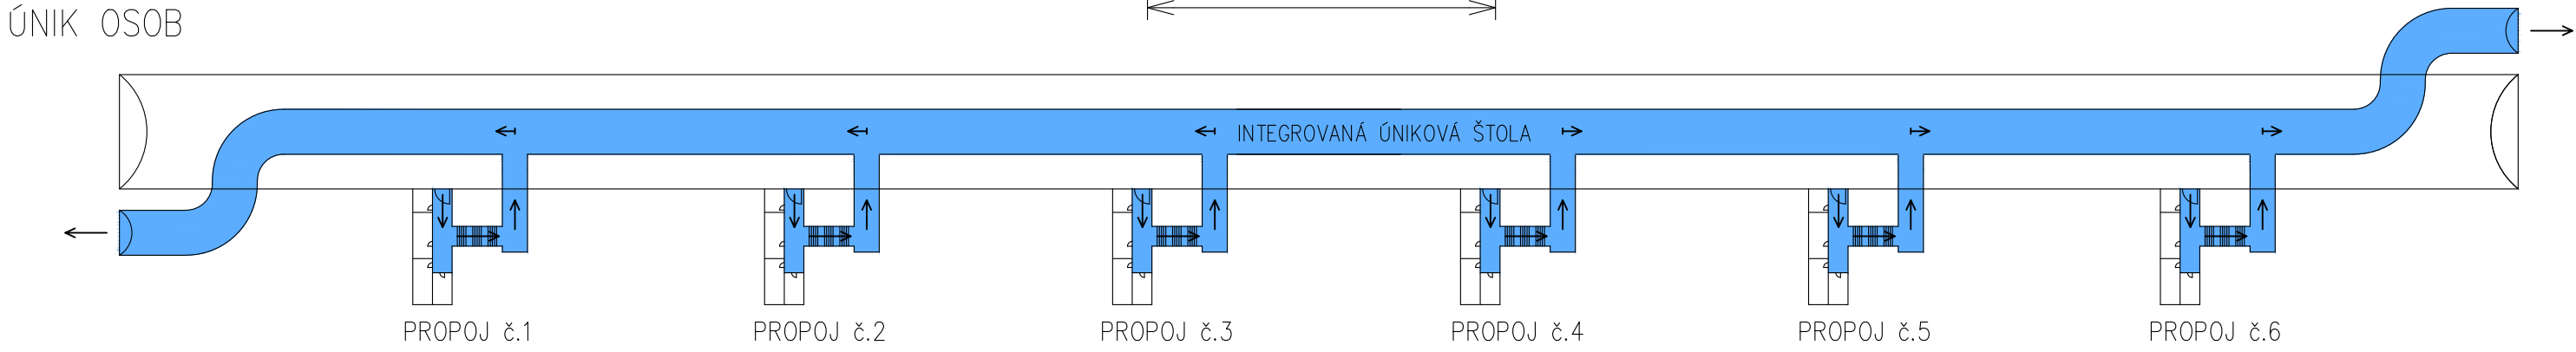 ÚNIK OSOB
INTEGROVANÁ ÚNIKOVÁ ŠTOLA
PROPOJ č.1
PROPOJ č.2
PROPOJ č.3
PROPOJ č.4
PROPOJ č.5
PROPOJ č.6